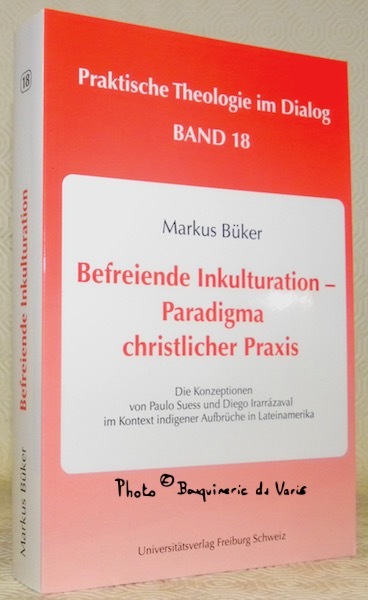 18
Befreiende Inkulturation
Markus Büker
Praktische Theologie im Dialog
BAND 18
Markus Büker
Befreiende Inkulturation –
Paradigma
christlicher Praxis
Die Konzeptionen
von Paulo Suess und Diego Irarrázaval
im Kontext indigener Aufbrüche in Lateinamerika
Photo © Bouquinerie du Varis
Universitätsverlag Freiburg Schweiz